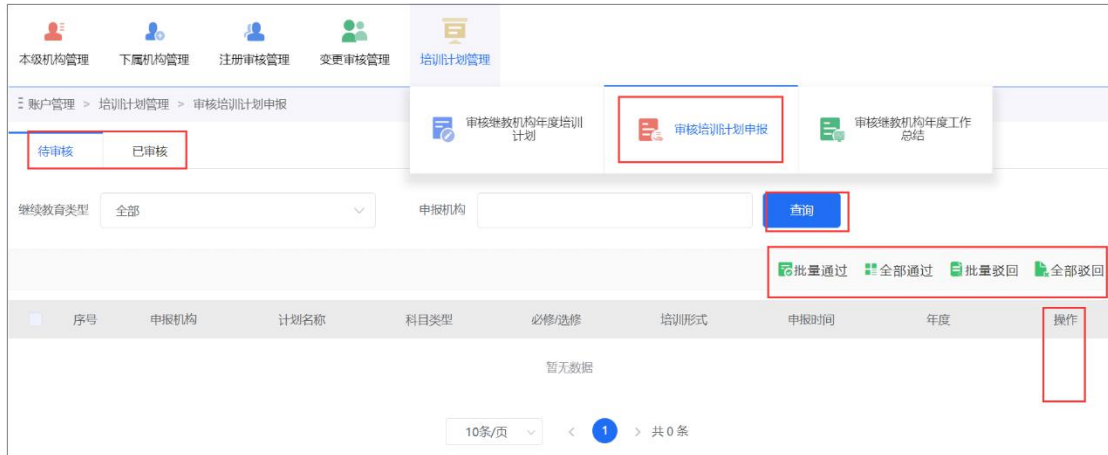 本级机构管理 下属机构管理 注册审核管理 变更审核管理 培训计划管理
账户管理 > 培训计划管理 > 审核培训计划申报
审核继教机构年度培训
计划
审核培训计划申报
审核继教机构年度工作
总结
待审核 已审核
继续教育类型 全部 申报机构 查询
批量通过 全部通过 批量驳回 全部驳回
序号 申报机构 计划名称 科目类型 必修/选修 培训形式 申报时间 年度 操作
暂无数据
10条/页 < 1 > 共 0 条